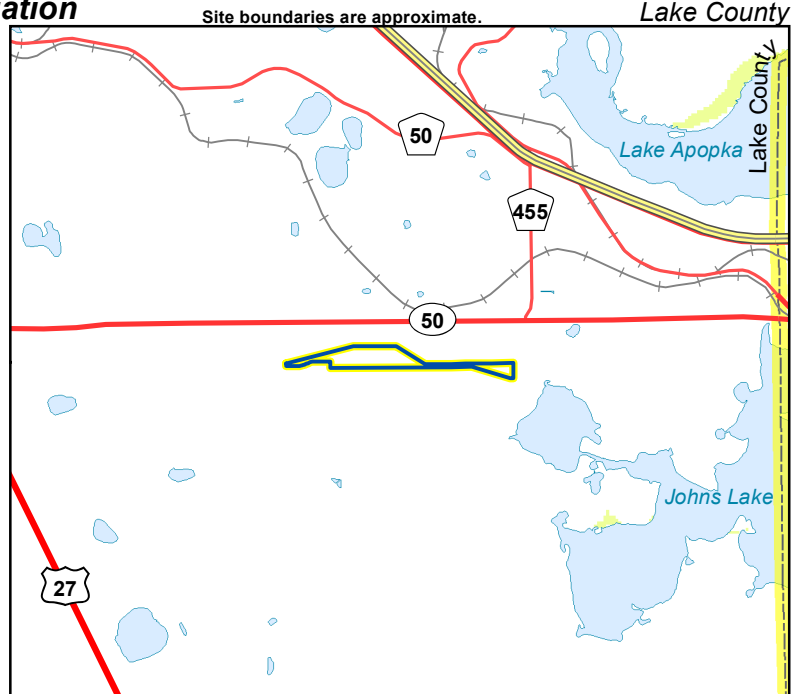 ation
Site boundaries are approximate.
Lake County
Lake County
50
Lake Apopka
455
50
Johns Lake
27